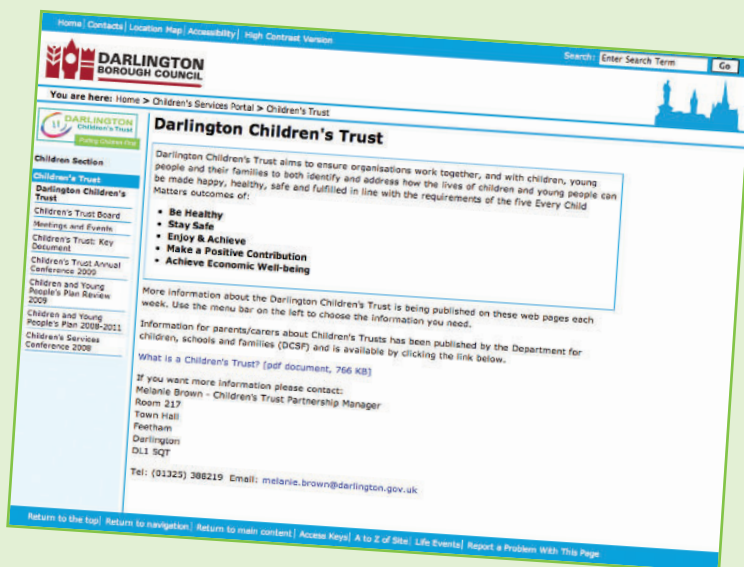 Home | Contacts | Location Map | Accessibility | High Contrast Version
Search: Enter Search Term Go
DARLINGTON
BOROUGH COUNCIL
You are here: Home > Children's Services Portal > Children's Trust
DARLINGTON
Children's Trust
Putting Children First
Children Section
Children's Trust
Darlington Children's
Trust
Children's Trust Board
Meetings and Events
Children's Trust: Key
Document
Children's Trust Annual
Conference 2009
Children and Young
People's Plan Review
2009
Children and Young
People's Plan 2008-2011
Children's Services
Conference 2008
Darlington Children's Trust
Darlington Children's Trust aims to ensure organisations work together, and with children, young
people and their families to both identify and address how the lives of children and young people can
be made happy, healthy, safe and fulfilled in line with the requirements of the five Every Child
Matters outcomes of:
• Be Healthy
• Stay Safe
• Enjoy & Achieve
• Make a Positive Contribution
• Achieve Economic Well-being
More information about the Darlington Children's Trust is being published on these web pages each
week. Use the menu bar on the left to choose the information you need.
Information for parents/carers about Children's Trusts has been published by the Department for
children, schools and families (DCSF) and is available by clicking the link below.
What is a Children's Trust? [pdf document, 766 KB]
If you want more information please contact:
Melanie Brown - Children's Trust Partnership Manager
Room 217
Town Hall
Feetham
Darlington
DL1 5QT
Tel: (01325) 388219 Email: melanie.brown@darlington.gov.uk
Return to the top| Return to navigation| Return to main content| Access Keys| A to Z of Site| Life Events| Report a Problem With This Page